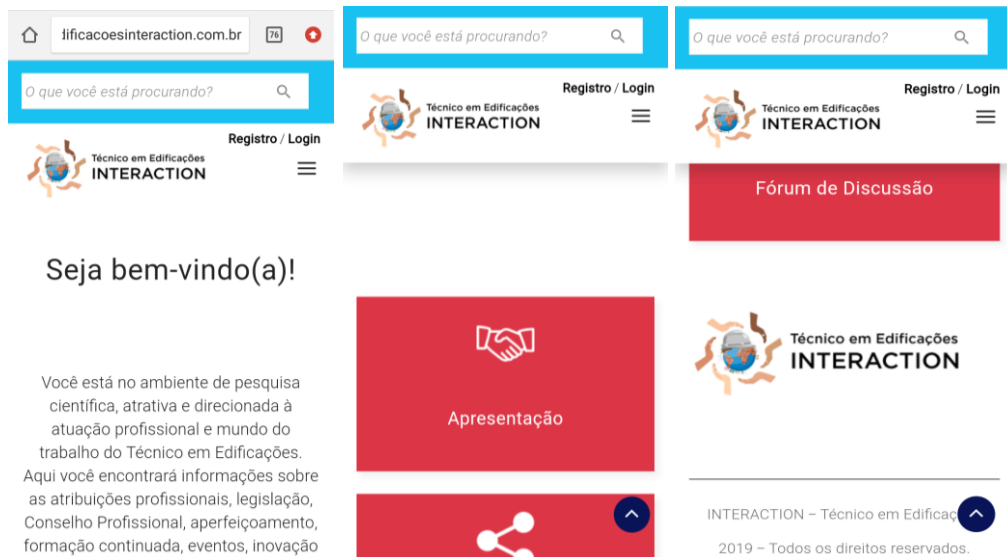 dificacoesinteraction.com.br
76
O que você está procurando?
Registro / Login
Técnico em Edificações
INTERACTION
Seja bem-vindo(a)!
Você está no ambiente de pesquisa
científica, atrativa e direcionada à
atuação profissional e mundo do
trabalho do Técnico em Edificações.
Aqui você encontrará informações sobre
as atribuições profissionais, legislação,
Conselho Profissional, aperfeiçoamento,
formação continuada, eventos, inovação
O que você está procurando?
Registro / Login
Técnico em Edificações
INTERACTION
Apresentação
O que você está procurando?
Registro / Login
Técnico em Edificações
INTERACTION
Fórum de Discussão
Técnico em Edificações
INTERACTION
INTERACTION – Técnico em Edificaç
2019 – Todos os direitos reservados.